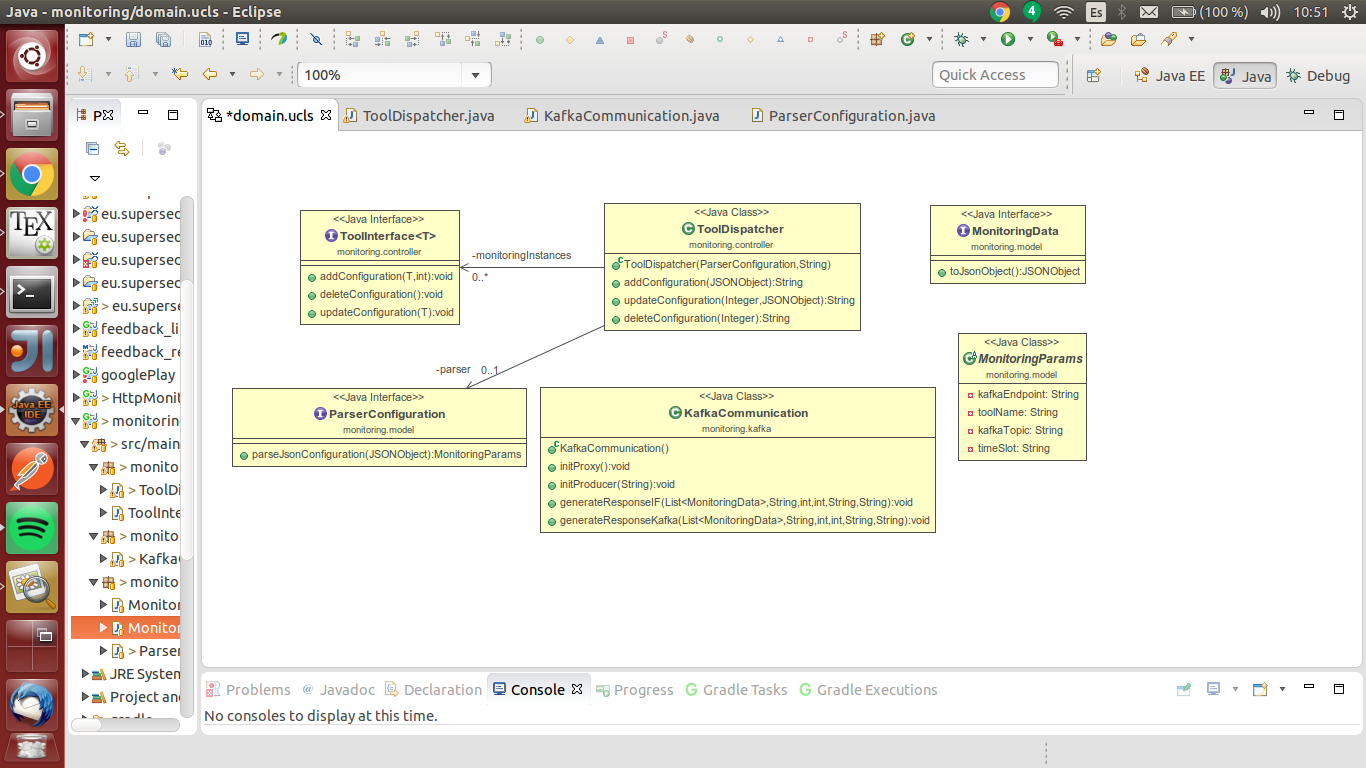 Java - monitoring/domain.ucls - Eclipse
4
Es
(100 %)
10:51
010
100%
Quick Access
Java EE
Java
Debug
P
*domain.ucls
ToolDispatcher.java
KafkaCommunication.java
ParserConfiguration.java
eu.supersec
eu.supersec
eu.supersec
eu.supersec
> eu.supers
feedback_li
feedback_re
googlePlay
> HttpMonit
monitorin
> src/main
> monito
> ToolDi
ToolInte
> monito
> KafkaC
> monito
Monitor
Monitor
> Parser
JRE System
Project and
gradle
TEX
Java EE
IDE
<<Java Interface>>
ToolInterface<T>
monitoring.controller
addConfiguration(T,int):void
deleteConfiguration():void
updateConfiguration(T):void
-monitoringInstances
0..*
<<Java Class>>
ToolDispatcher
monitoring.controller
ToolDispatcher(ParserConfiguration,String)
addConfiguration(JSONObject):String
updateConfiguration(Integer,JSONObject):String
deleteConfiguration(Integer):String
<<Java Interface>>
MonitoringData
monitoring.model
toJsonObject():JSONObject
-parser
0..1
<<Java Interface>>
ParserConfiguration
monitoring.model
parseJsonConfiguration(JSONObject):MonitoringParams
<<Java Class>>
KafkaCommunication
monitoring.kafka
KafkaCommunication()
initProxy():void
initProducer(String):void
generateResponseIF(List<MonitoringData>,String,int,int,String,String):void
generateResponseKafka(List<MonitoringData>,String,int,int,String,String):void
<<Java Class>>
MonitoringParams
monitoring.model
kafkaEndpoint: String
toolName: String
kafkaTopic: String
timeSlot: String
Problems
@ Javadoc
Declaration
Console
Progress
Gradle Tasks
Gradle Executions
No consoles to display at this time.